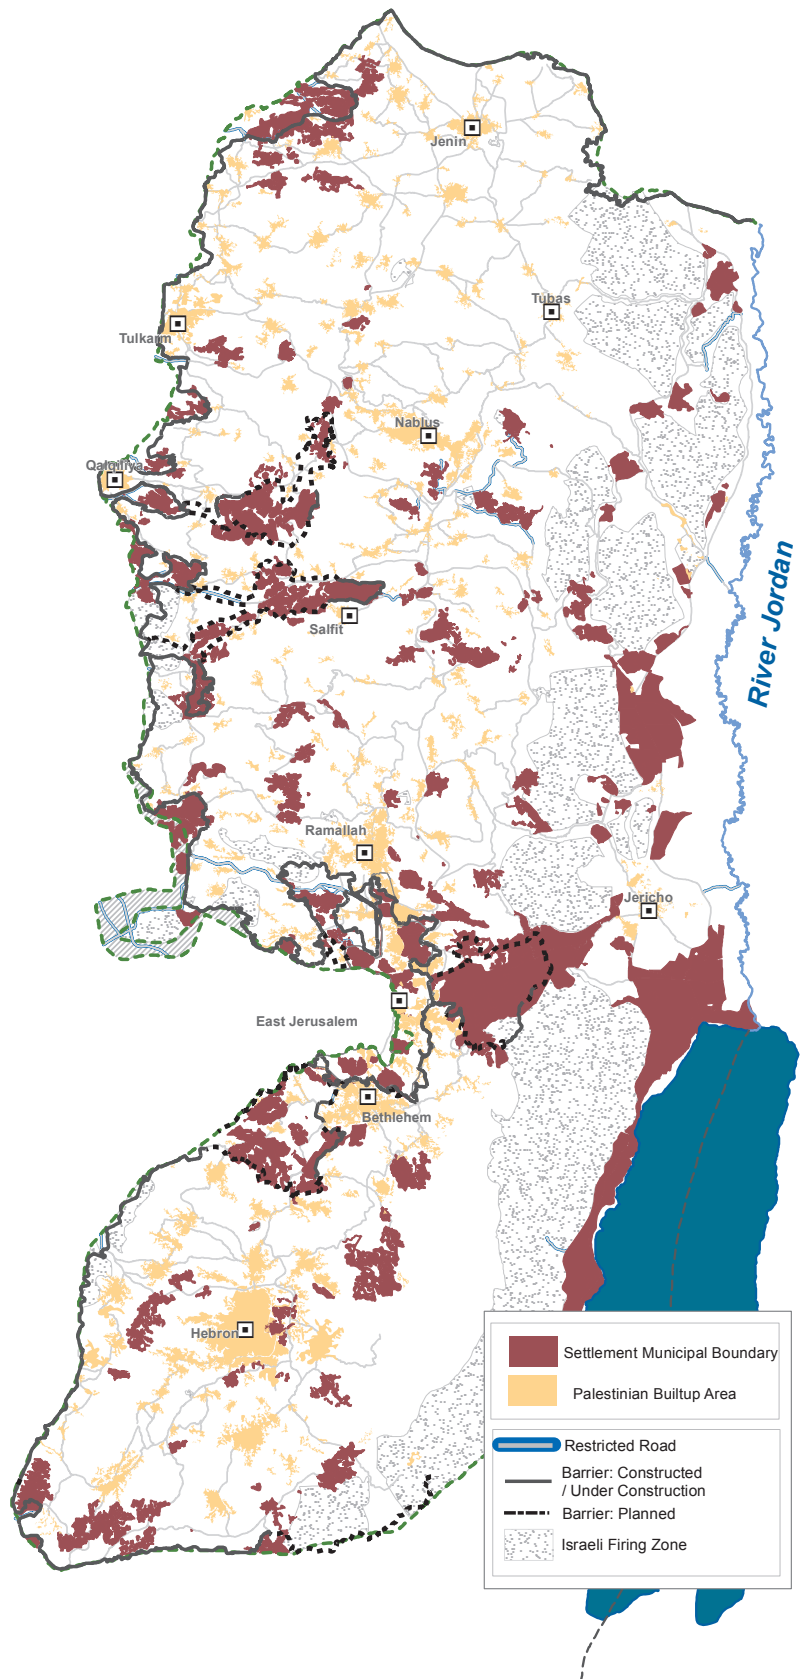 Jenin
Tubas
Tulkarm
Nablus
Qalqiliya
River Jordan
Salfit
Ramallah
Jericho
East Jerusalem
Bethlehem
Hebron
Settlement Municipal Boundary
Palestinian Builtup Area
Restricted Road
Barrier: Constructed
/ Under Construction
Barrier: Planned
Israeli Firing Zone